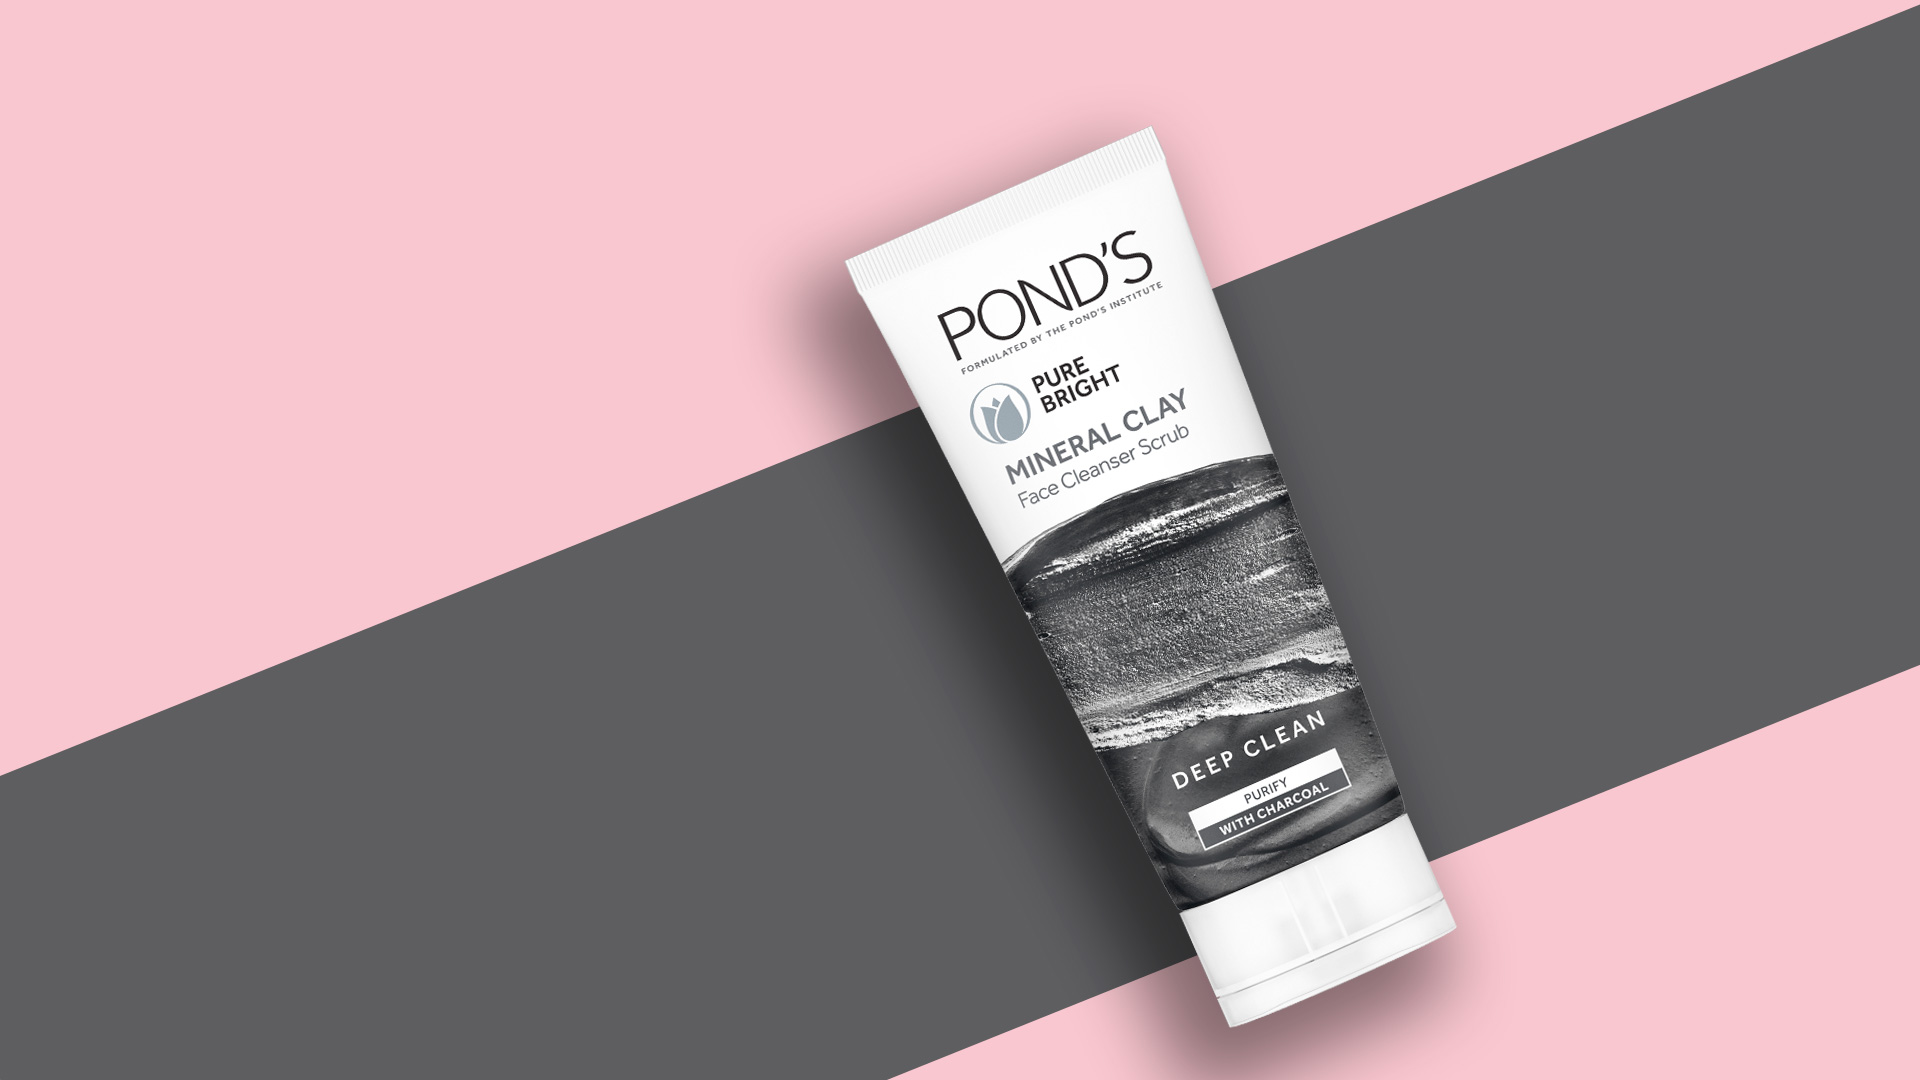 POND'S
FORMULATED BY THE POND'S INSTITUTE
PURE
BRIGHT
MINERAL CLAY
Face Cleanser Scrub
DEEP CLEAN
PURIFY
WITH CHARCOAL